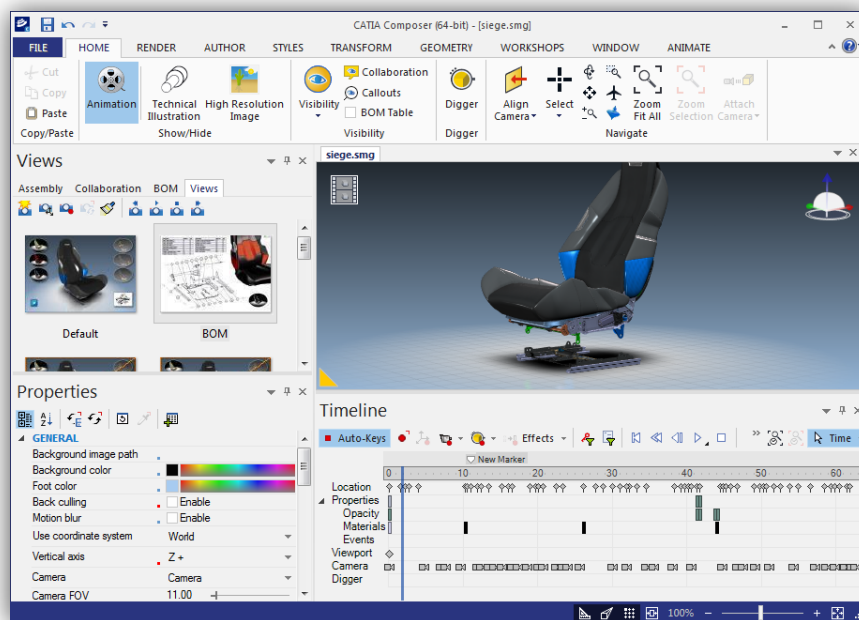 CATIA Composer (64-bit) - [siege.smg]
FILE HOME RENDER AUTHOR STYLES TRANSFORM GEOMETRY WORKSHOPS WINDOW ANIMATE
Cut
Copy
Paste
Copy/Paste
Animation
Technical Illustration
High Resolution Image
Show/Hide
Visibility
Collaboration
Callouts
BOM Table
Visibility
Digger
Digger
Align Camera
Select
Zoom Fit All
Zoom Selection
Attach Camera
Navigate
Views
Assembly Collaboration BOM Views
Default
BOM
siege.smg
Properties
GENERAL
Background image path
Background color
Foot color
Back culling Enable
Motion blur Enable
Use coordinate system World
Vertical axis Z +
Camera Camera
Camera FOV 11.00
Timeline
Auto-Keys Effects Time
New Marker
0 10 20 30 40 50 60
Location
Properties
Opacity
Materials
Events
Viewport
Camera
Digger
100%